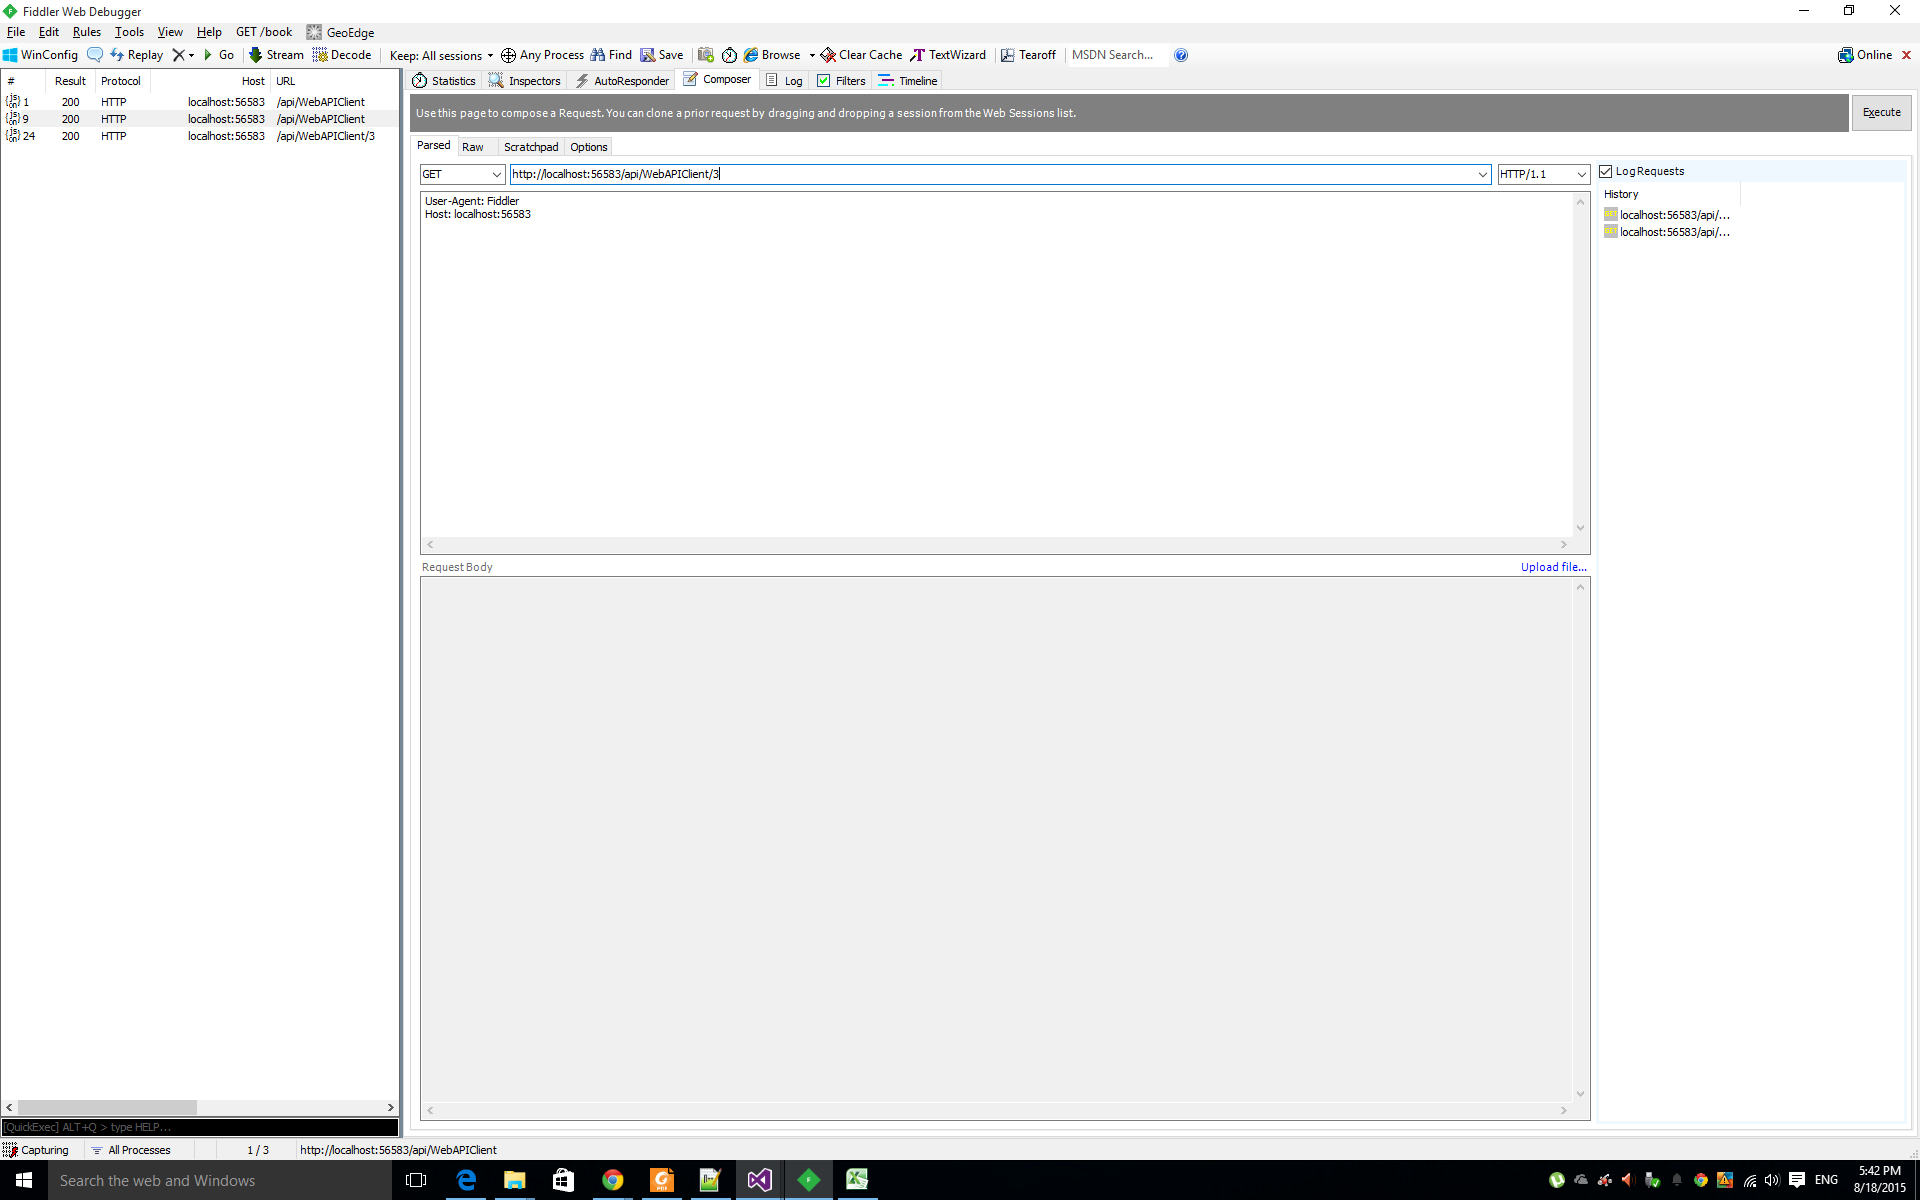 Fiddler Web Debugger
File Edit Rules Tools View Help GET /book GeoEdge
WinConfig Replay Go Stream Decode Keep: All sessions Any Process Find Save Browse Clear Cache TextWizard Tearoff MSDN Search... Online
# Result Protocol Host URL
1 200 HTTP localhost:56583 /api/WebAPIClient
9 200 HTTP localhost:56583 /api/WebAPIClient
24 200 HTTP localhost:56583 /api/WebAPIClient/3
Statistics Inspectors AutoResponder Composer Log Filters Timeline
Use this page to compose a Request. You can clone a prior request by dragging and dropping a session from the Web Sessions list.
Execute
Parsed Raw Scratchpad Options
GET http://localhost:56583/api/WebAPIClient/3 HTTP/1.1
User-Agent: Fiddler
Host: localhost:56583
Log Requests
History
localhost:56583/api/...
localhost:56583/api/...
Request Body Upload file...
[QuickExec] ALT+Q > type HELP...
Capturing All Processes 1 / 3 http://localhost:56583/api/WebAPIClient
Search the web and Windows
ENG
5:42 PM
8/18/2015